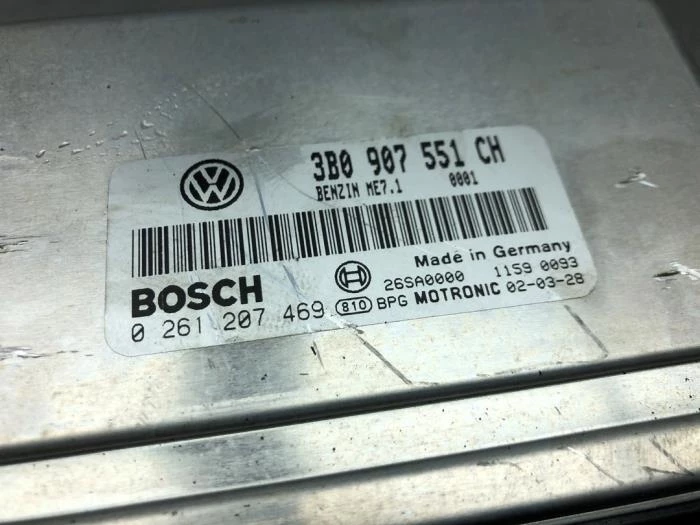 3B0 907 551 CH
BENZIN ME7.1 0001
Made in Germany
BOSCH 26SA0000 1159 0093
0 261 207 469 810 BPG MOTRONIC 02-03-28